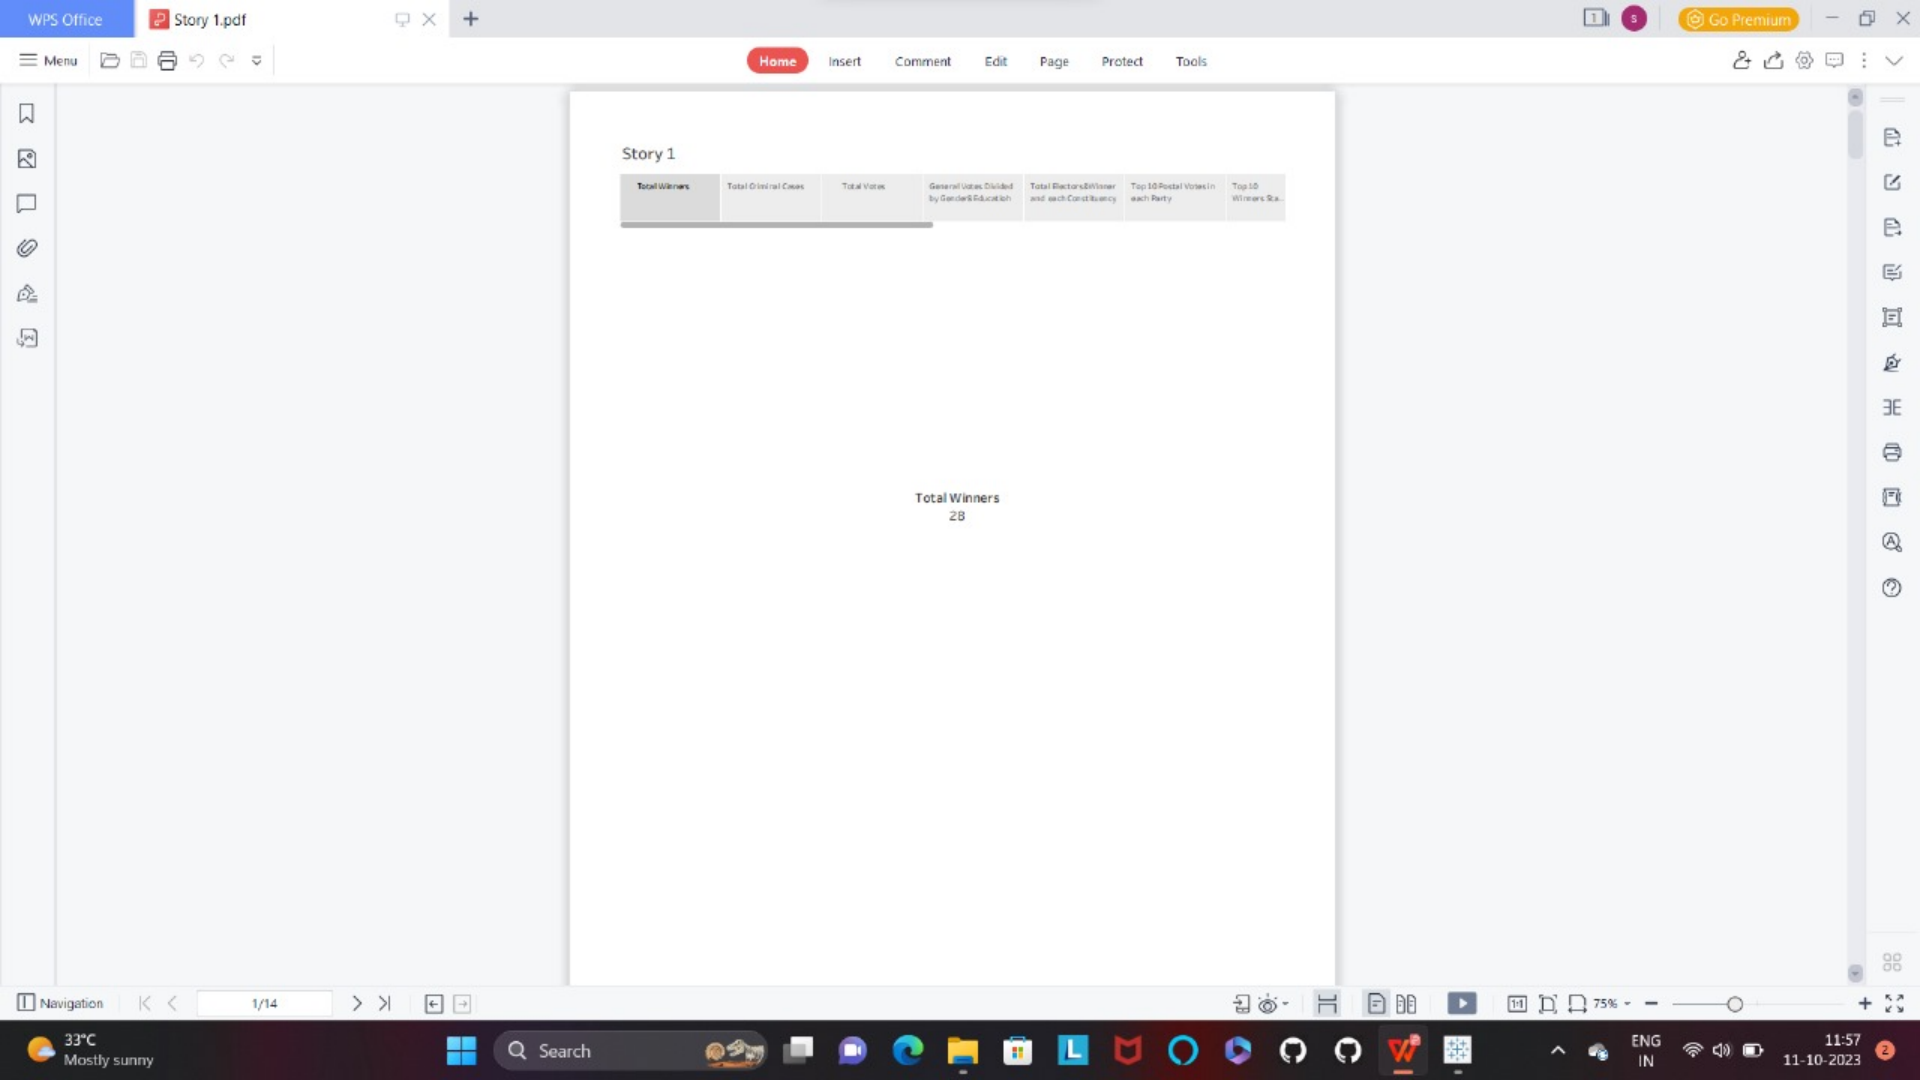 WPS Office
Story 1.pdf
S
Go Premium
Menu
Home Insert Comment Edit Page Protect Tools
Story 1
Total Winners
Total Criminal Cases
Total Votes
General Votes Divided
by Gender& Education
Total Electors&Winner
and each Constituency
Top 10 Postal Votes in
each Party
Top 10
Winners Sta...
Total Winners
28
Navigation
1/14
75%
33°C
Mostly sunny
Search
ENG
IN
11:57
11-10-2023
2